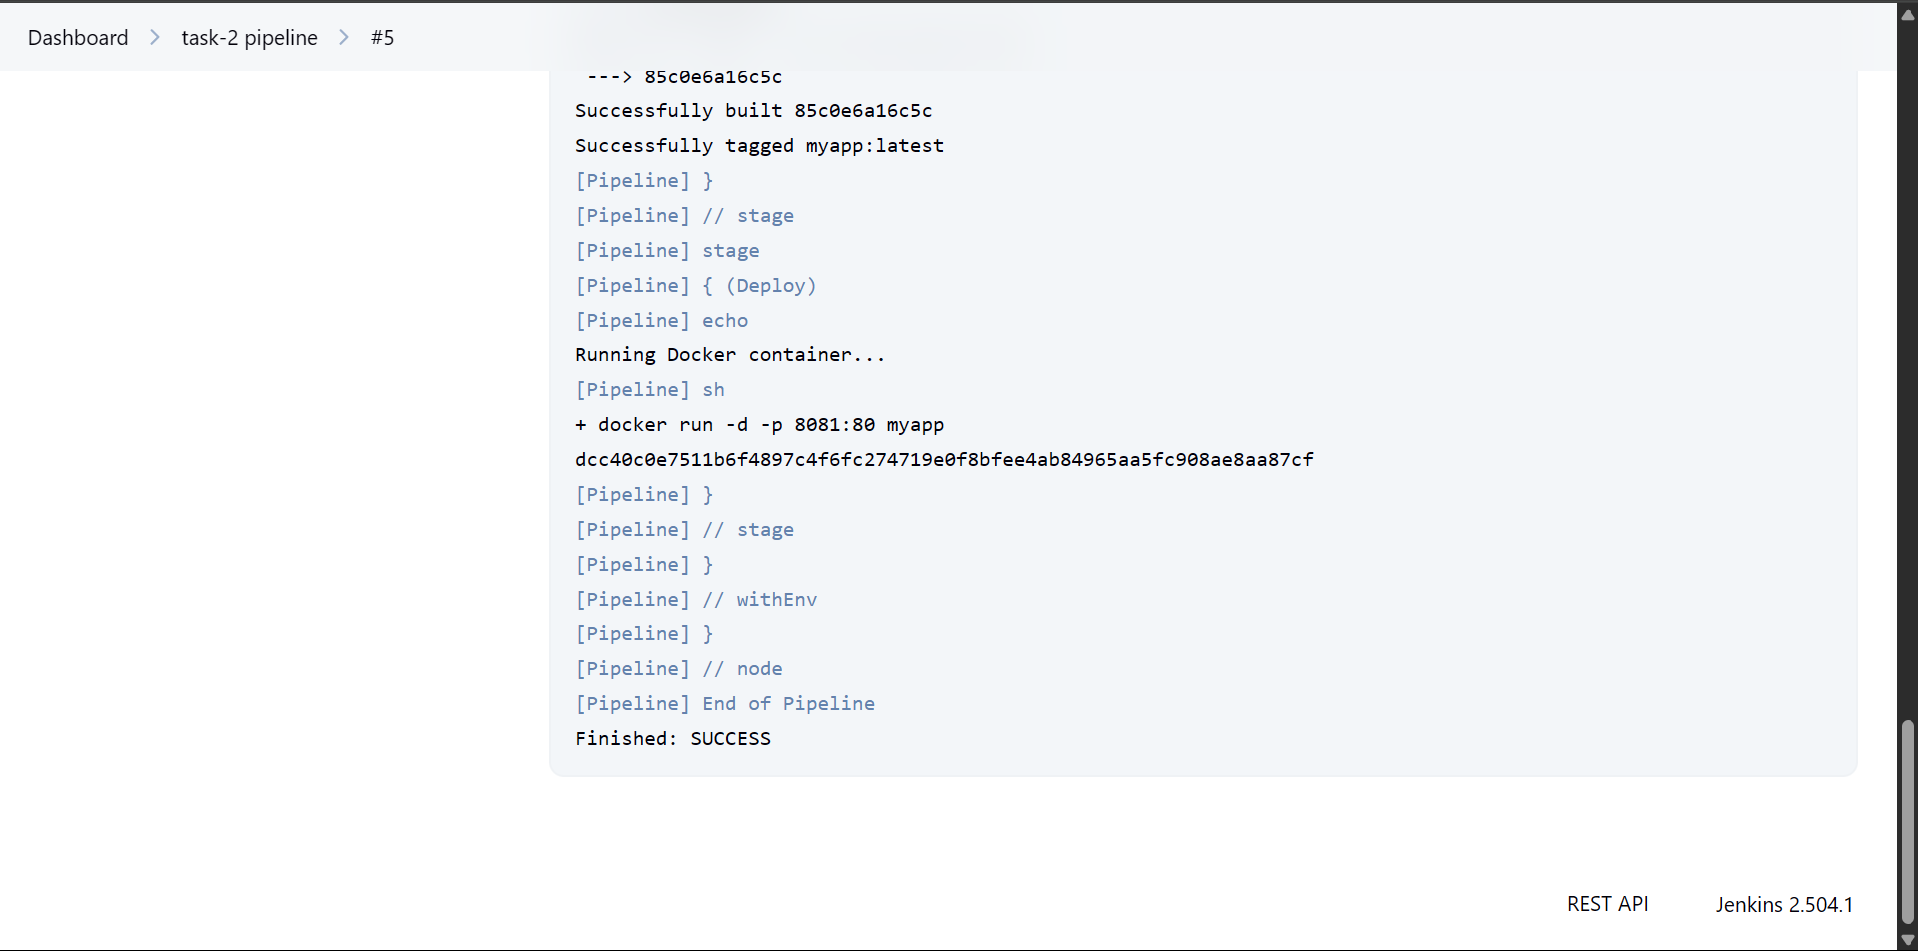 Dashboard > task-2 pipeline > #5
---> 85c0e6a16c5c
Successfully built 85c0e6a16c5c
Successfully tagged myapp:latest
[Pipeline] }
[Pipeline] // stage
[Pipeline] stage
[Pipeline] { (Deploy)
[Pipeline] echo
Running Docker container...
[Pipeline] sh
+ docker run -d -p 8081:80 myapp
dcc40c0e7511b6f4897c4f6fc274719e0f8bfee4ab84965aa5fc908ae8aa87cf
[Pipeline] }
[Pipeline] // stage
[Pipeline] }
[Pipeline] // withEnv
[Pipeline] }
[Pipeline] // node
[Pipeline] End of Pipeline
Finished: SUCCESS
REST API Jenkins 2.504.1